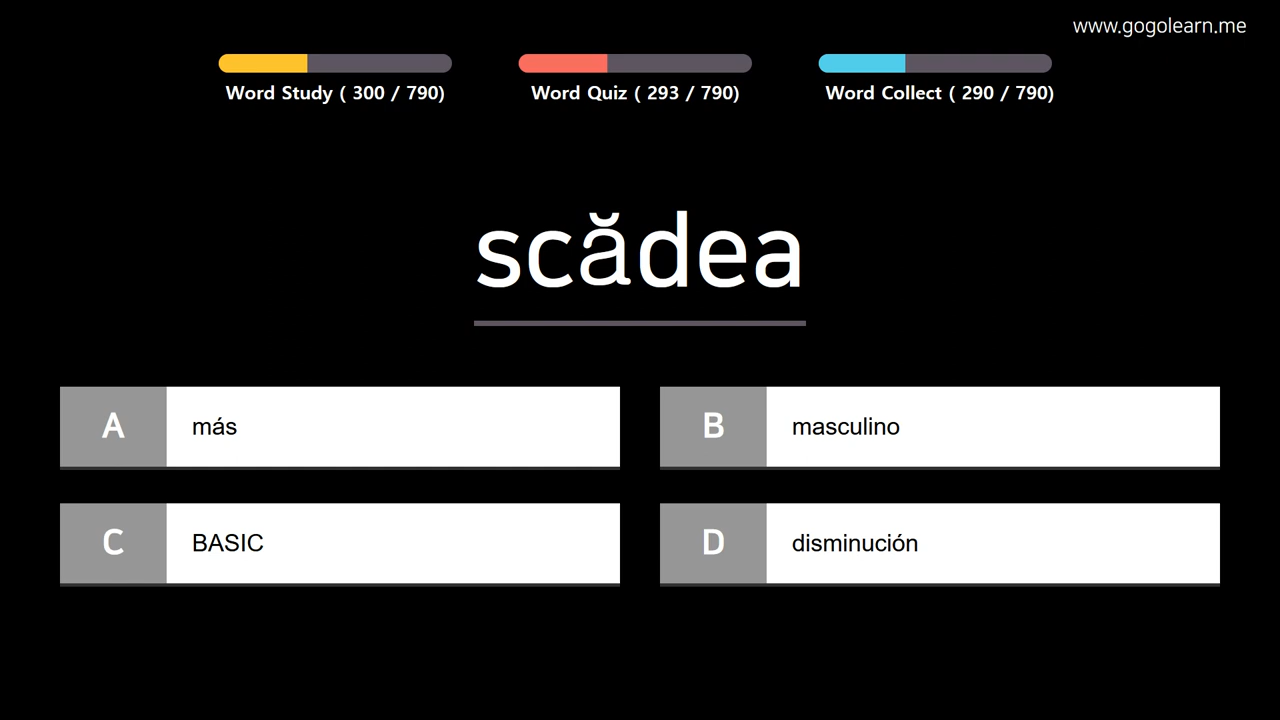 www.gogolearn.me
Word Study ( 300 / 790)
Word Quiz ( 293 / 790)
Word Collect ( 290 / 790)
scădea
A más
B masculino
C BASIC
D disminución